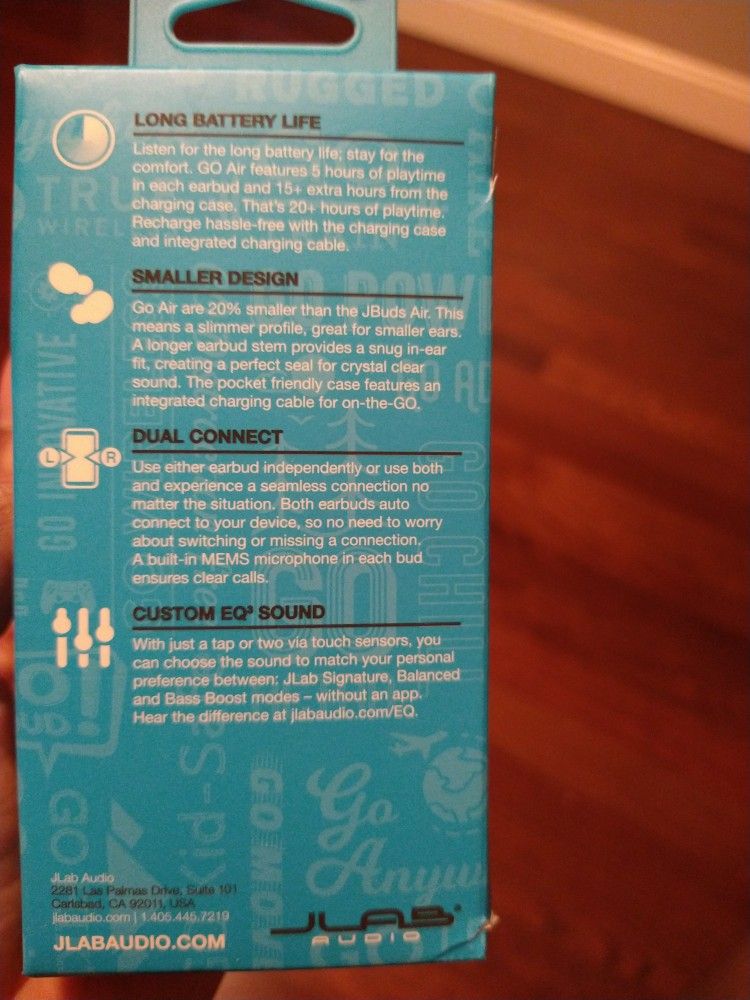 RUGGED
LONG BATTERY LIFE
Listen for the long battery life; stay for the
comfort. GO Air features 5 hours of playtime
in each earbud and 15+ extra hours from the
charging case. That's 20+ hours of playtime.
Recharge hassle-free with the charging case
and integrated charging cable.
SMALLER DESIGN
Go Air are 20% smaller than the JBuds Air. This
means a slimmer profile, great for smaller ears.
A longer earbud stem provides a snug in-ear
fit, creating a perfect seal for crystal clear
sound. The pocket friendly case features an
integrated charging cable for on-the-GO.
GO INNOVATIVE
DUAL CONNECT
L R
Use either earbud independently or use both
and experience a seamless connection no
matter the situation. Both earbuds auto
connect to your device, so no need to worry
about switching or missing a connection.
A built-in MEMS microphone in each bud
ensures clear calls.
GO
CUSTOM EQ³ SOUND
With just a tap or two via touch sensors, you
can choose the sound to match your personal
preference between: JLab Signature, Balanced
and Bass Boost modes – without an app.
Hear the difference at jlabaudio.com/EQ.
GO
Go
JLab Audio
2281 Las Palmas Drive, Suite 101
Carlsbad, CA 92011, USA
jlabaudio.com | 1.405.445.7219
JLABAUDIO.COM
JLAB
AUDIO